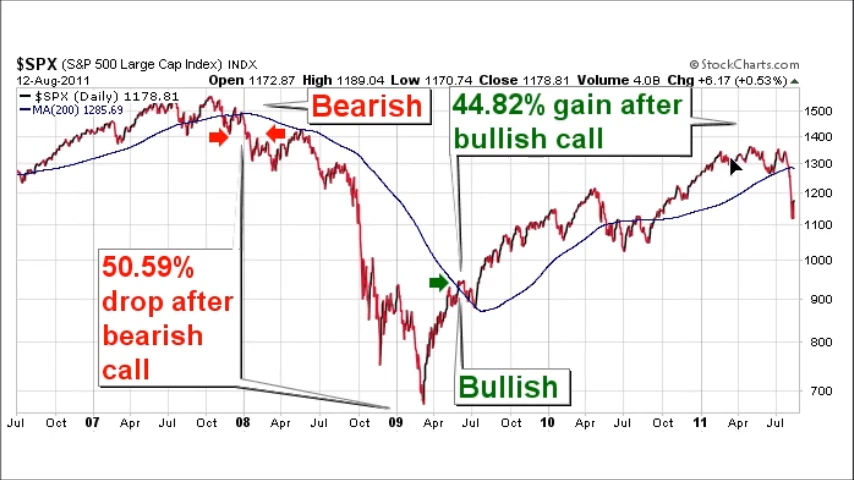 $SPX (S&P 500 Large Cap Index) INDX
© StockCharts.com
12-Aug-2011 Open 1172.87 High 1189.04 Low 1170.74 Close 1178.81 Volume 4.0B Chg +6.17 (+0.53%)
$SPX (Daily) 1178.81
MA(200) 1285.69
Bearish
44.82% gain after
bullish call
50.59%
drop after
bearish
call
Bullish
1500
1400
1300
1200
1100
1000
900
800
700
Jul Oct 07 Apr Jul Oct 08 Apr Jul Oct 09 Apr Jul Oct 10 Apr Jul Oct 11 Apr Jul